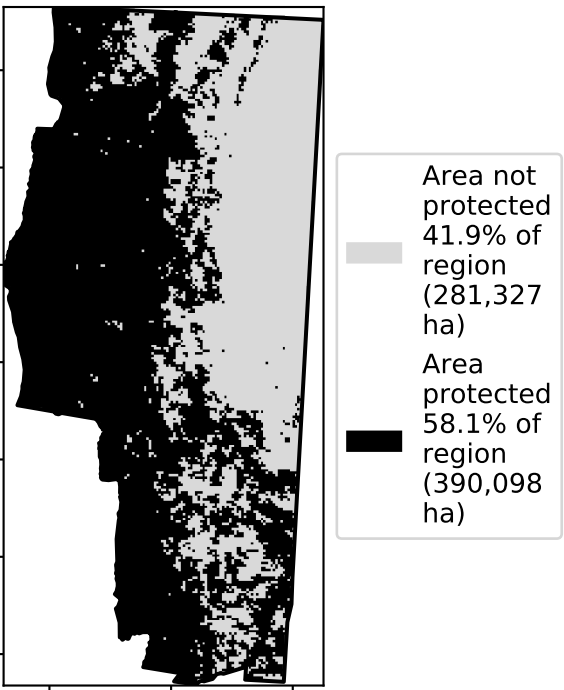 Area not
protected
41.9% of
region
(281,327
ha)
Area
protected
58.1% of
region
(390,098
ha)